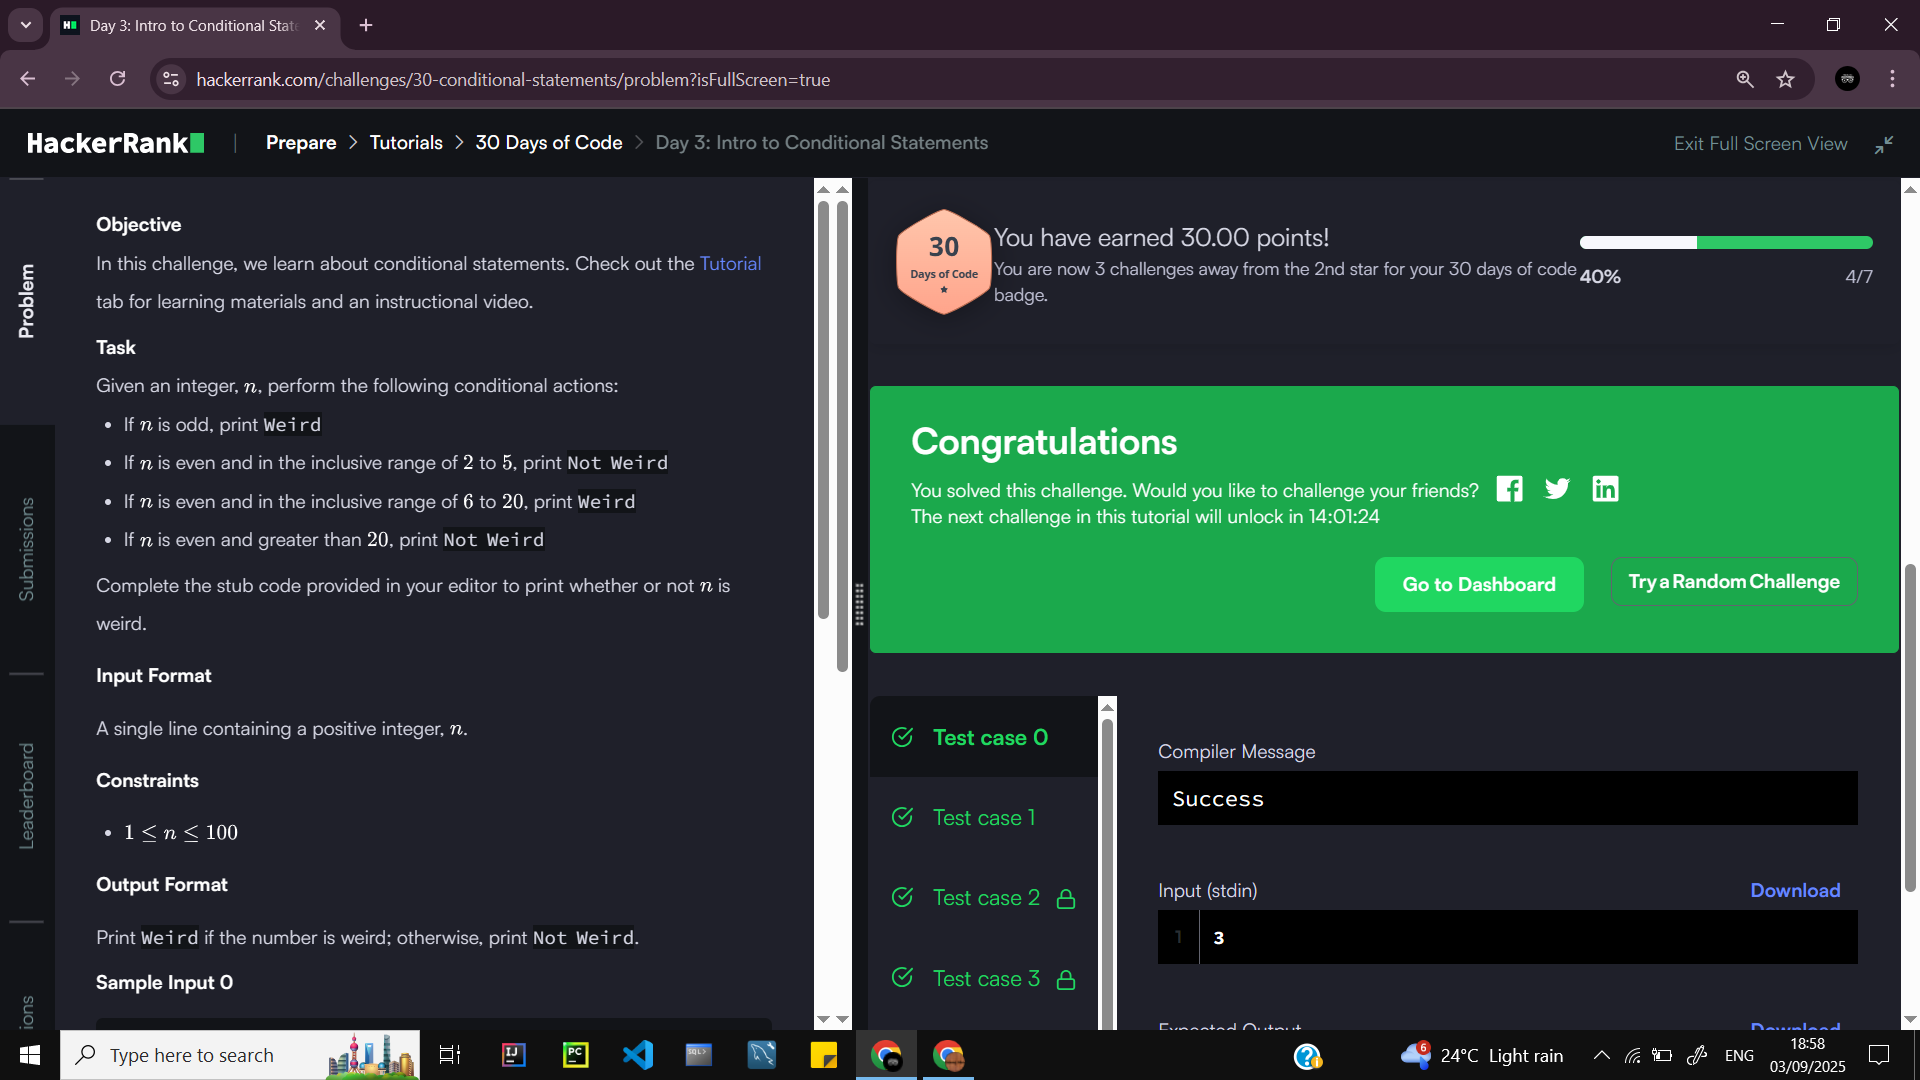 Day 3: Intro to Conditional State
hackerrank.com/challenges/30-conditional-statements/problem?isFullScreen=true
HackerRank
Prepare > Tutorials > 30 Days of Code > Day 3: Intro to Conditional Statements
Exit Full Screen View
Problem
Submissions
Leaderboard
ions
Objective
In this challenge, we learn about conditional statements. Check out the Tutorial
tab for learning materials and an instructional video.
Task
Given an integer, n, perform the following conditional actions:
• If n is odd, print Weird
• If n is even and in the inclusive range of 2 to 5, print Not Weird
• If n is even and in the inclusive range of 6 to 20, print Weird
• If n is even and greater than 20, print Not Weird
Complete the stub code provided in your editor to print whether or not n is
weird.
Input Format
A single line containing a positive integer, n.
Constraints
• 1 ≤ n ≤ 100
Output Format
Print Weird if the number is weird; otherwise, print Not Weird.
Sample Input 0
30
Days of Code
You have earned 30.00 points!
You are now 3 challenges away from the 2nd star for your 30 days of code
badge.
40%
4/7
Congratulations
You solved this challenge. Would you like to challenge your friends?
The next challenge in this tutorial will unlock in 14:01:24
Go to Dashboard
Try a Random Challenge
Test case 0
Test case 1
Test case 2
Test case 3
Compiler Message
Success
Input (stdin)
Download
1
3
Expected Output
Download
Type here to search
6
24°C Light rain
ENG
18:58
03/09/2025